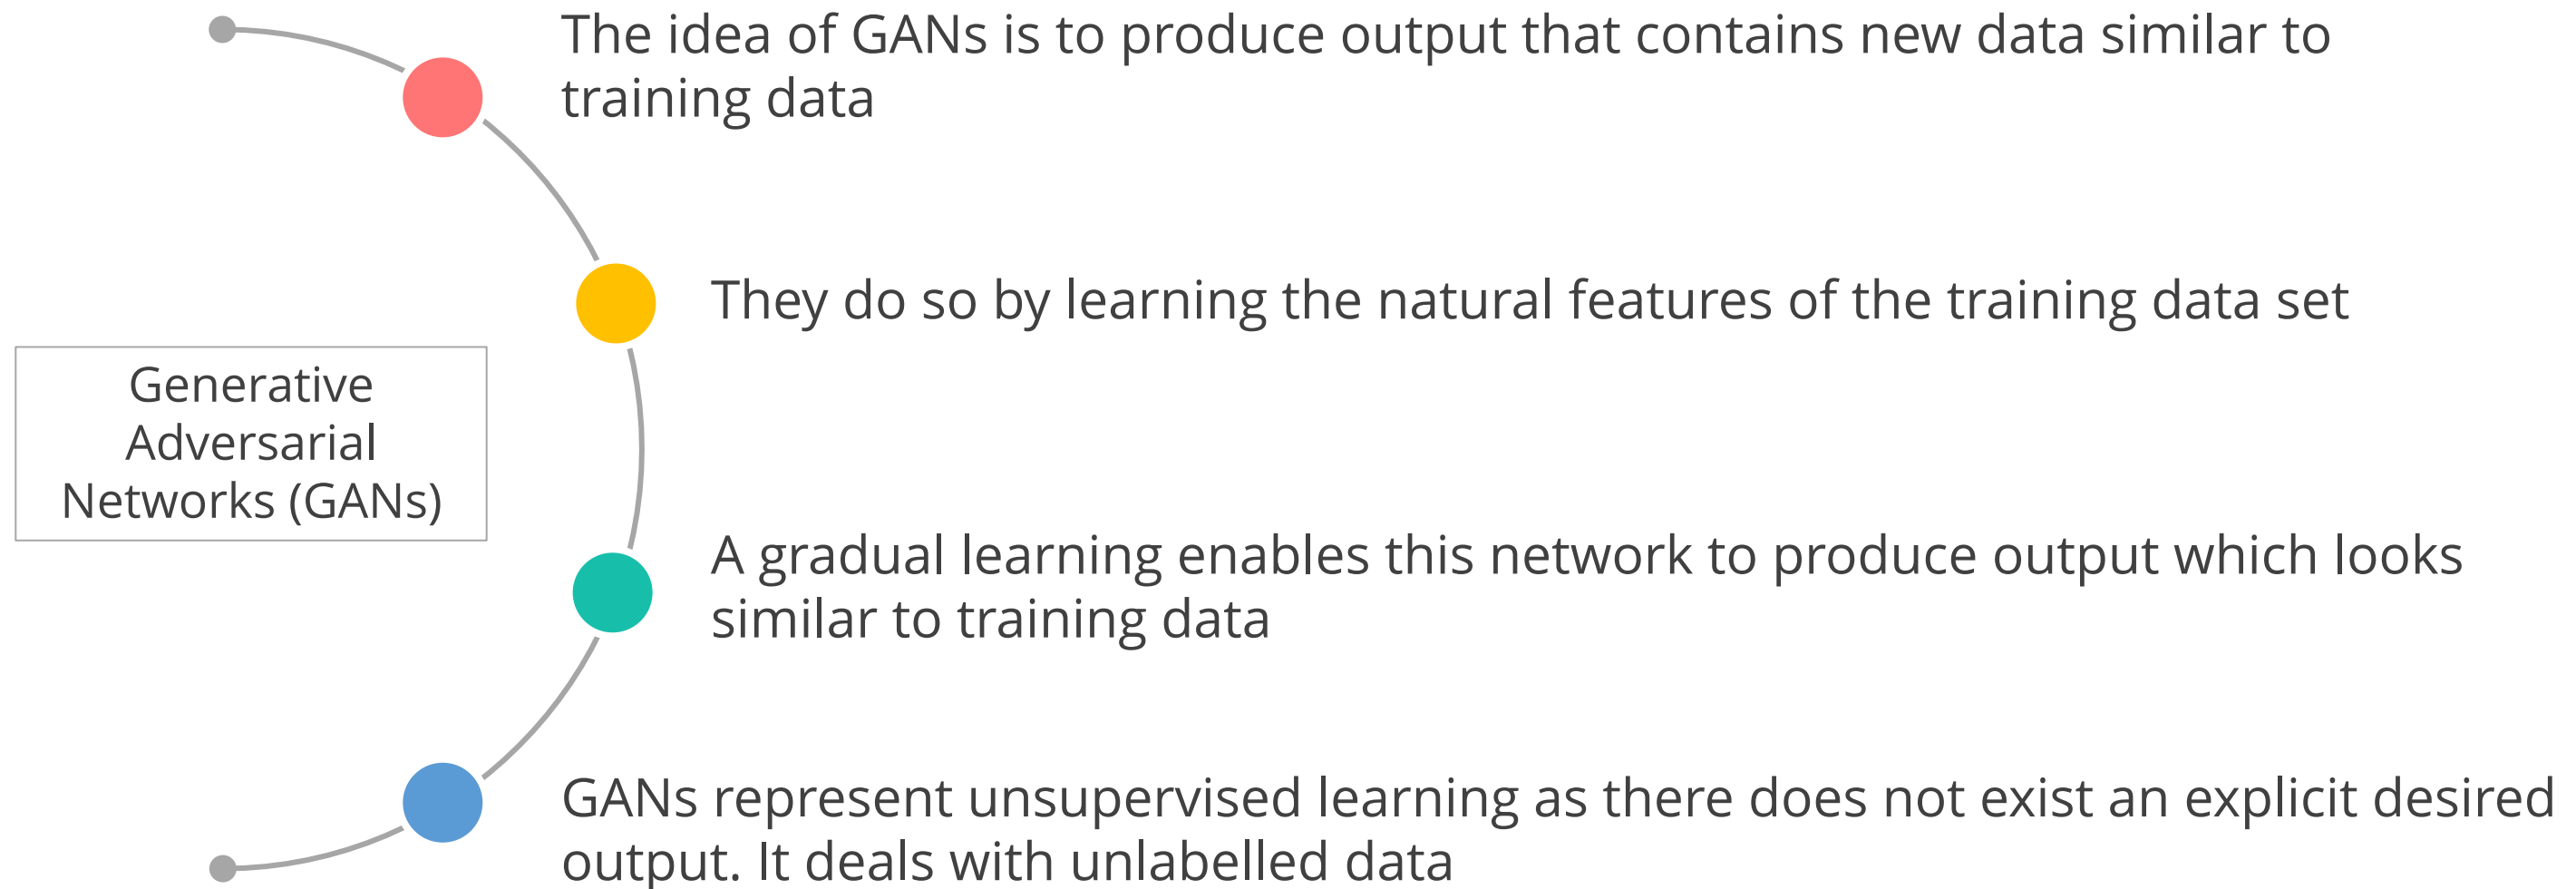 The idea of GANs is to produce output that contains new data similar to
training data
They do so by learning the natural features of the training data set
Generative
Adversarial
Networks (GANs)
A gradual learning enables this network to produce output which looks
similar to training data
GANs represent unsupervised learning as there does not exist an explicit desired
output. It deals with unlabelled data